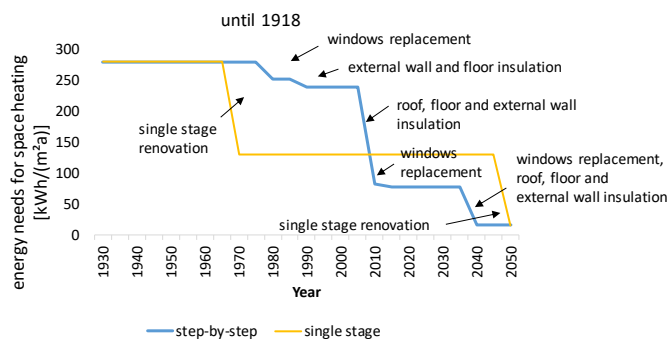 until 1918
energy needs for space heating
[kWh/(m²a)]
300
250
200
150
100
50
0
windows replacement
external wall and floor insulation
roof, floor and external wall
insulation
single stage
renovation
windows
replacement
windows replacement,
roof, floor and
external wall insulation
single stage renovation
1930
1940
1950
1960
1970
1980
1990
2000
2010
2020
2030
2040
2050
Year
step-by-step
single stage